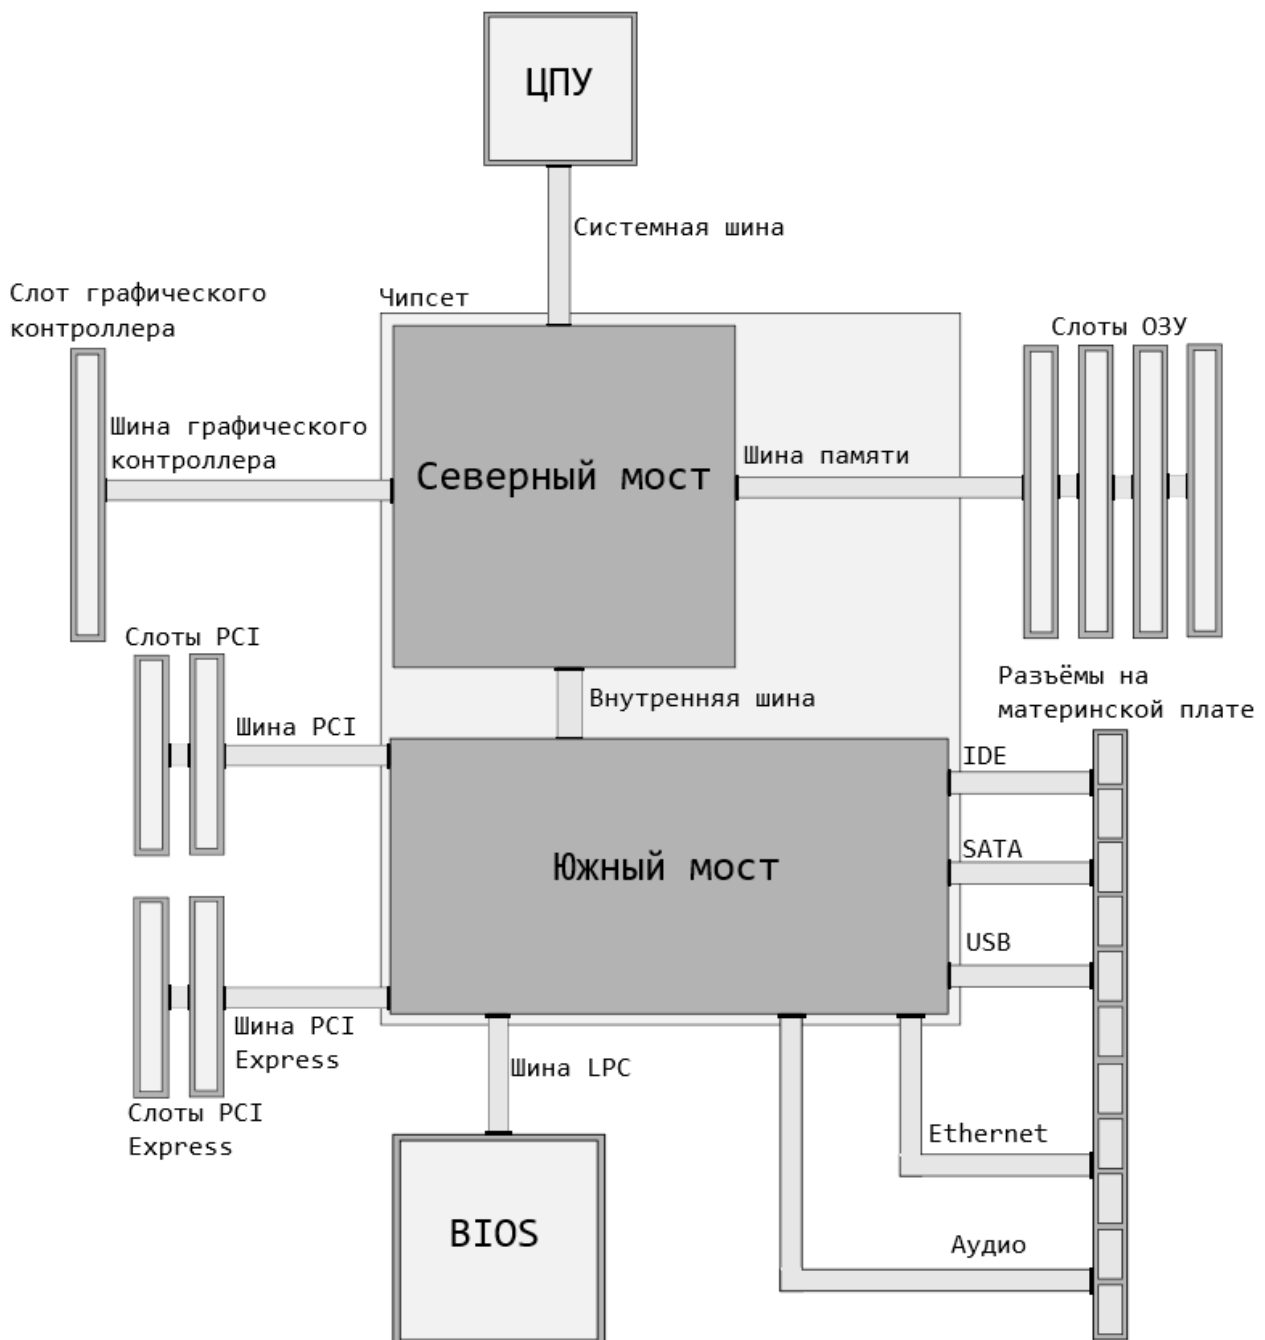 ЦПУ
Системная шина
Слот графического
контроллера
Чипсет
Слоты ОЗУ
Шина графического
контроллера
Северный мост
Шина памяти
Слоты PCI
Разъёмы на
материнской плате
Внутренняя шина
Шина PCI
IDE
Южный мост
SATA
USB
Шина PCI
Express
Шина LPC
Слоты PCI
Express
Ethernet
BIOS
Аудио